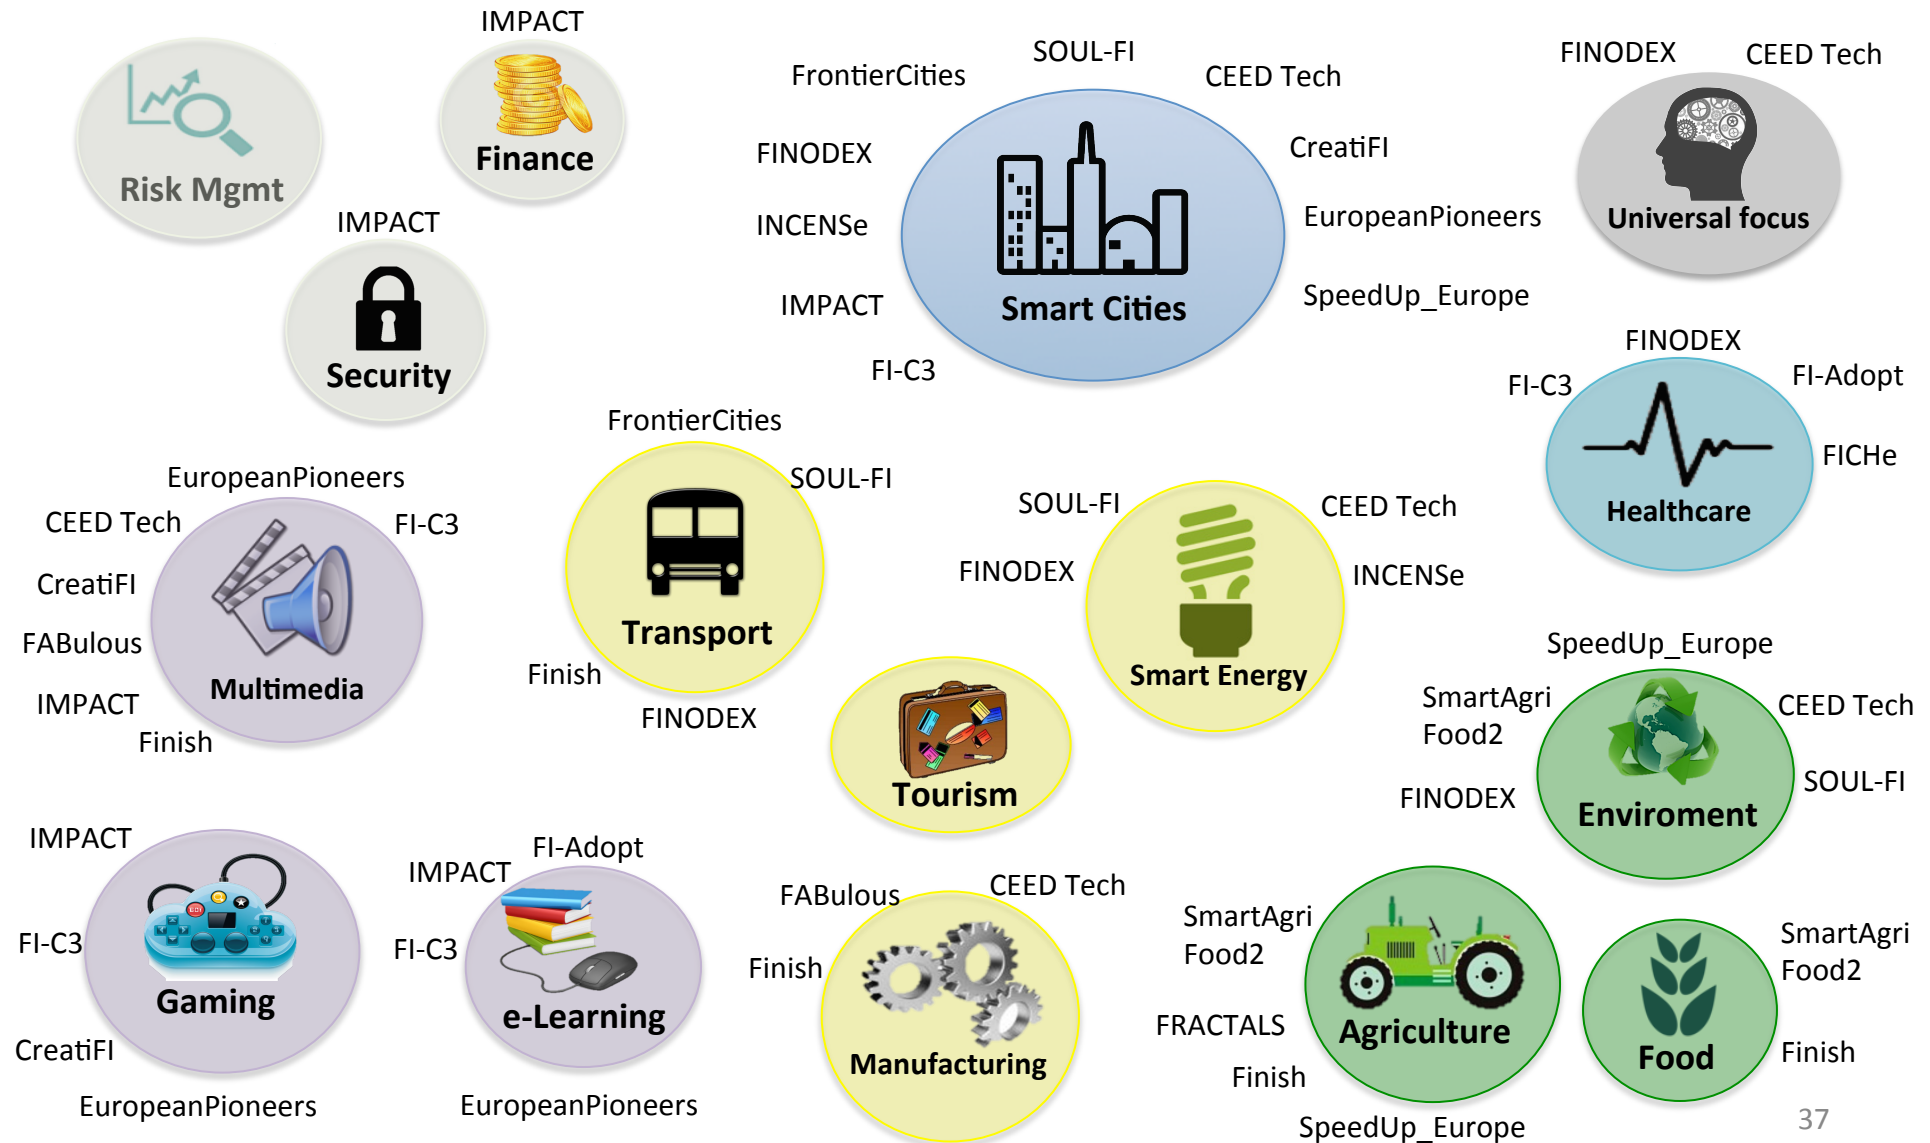 IMPACT
Finance
Risk Mgmt
IMPACT
Security
SOUL-FI
FrontierCities
CEED Tech
FINODEX
CreatiFI
INCENSe
EuropeanPioneers
IMPACT
SpeedUp_Europe
FI-C3
Smart Cities
FINODEX
CEED Tech
Universal focus
FINODEX
FI-C3
FI-Adopt
FICHe
Healthcare
EuropeanPioneers
CEED Tech
FI-C3
CreatiFI
FABulous
IMPACT
Finish
Multimedia
FrontierCities
SOUL-FI
Transport
Finish
FINODEX
SOUL-FI
CEED Tech
FINODEX
INCENSe
Smart Energy
Tourism
SpeedUp_Europe
SmartAgri
Food2
CEED Tech
FINODEX
SOUL-FI
Enviroment
IMPACT
FI-C3
Gaming
CreatiFI
EuropeanPioneers
FI-Adopt
IMPACT
FI-C3
e-Learning
EuropeanPioneers
FABulous
CEED Tech
Finish
Manufacturing
SmartAgri
Food2
FRACTALS
Agriculture
Finish
SpeedUp_Europe
SmartAgri
Food2
Food
Finish
37